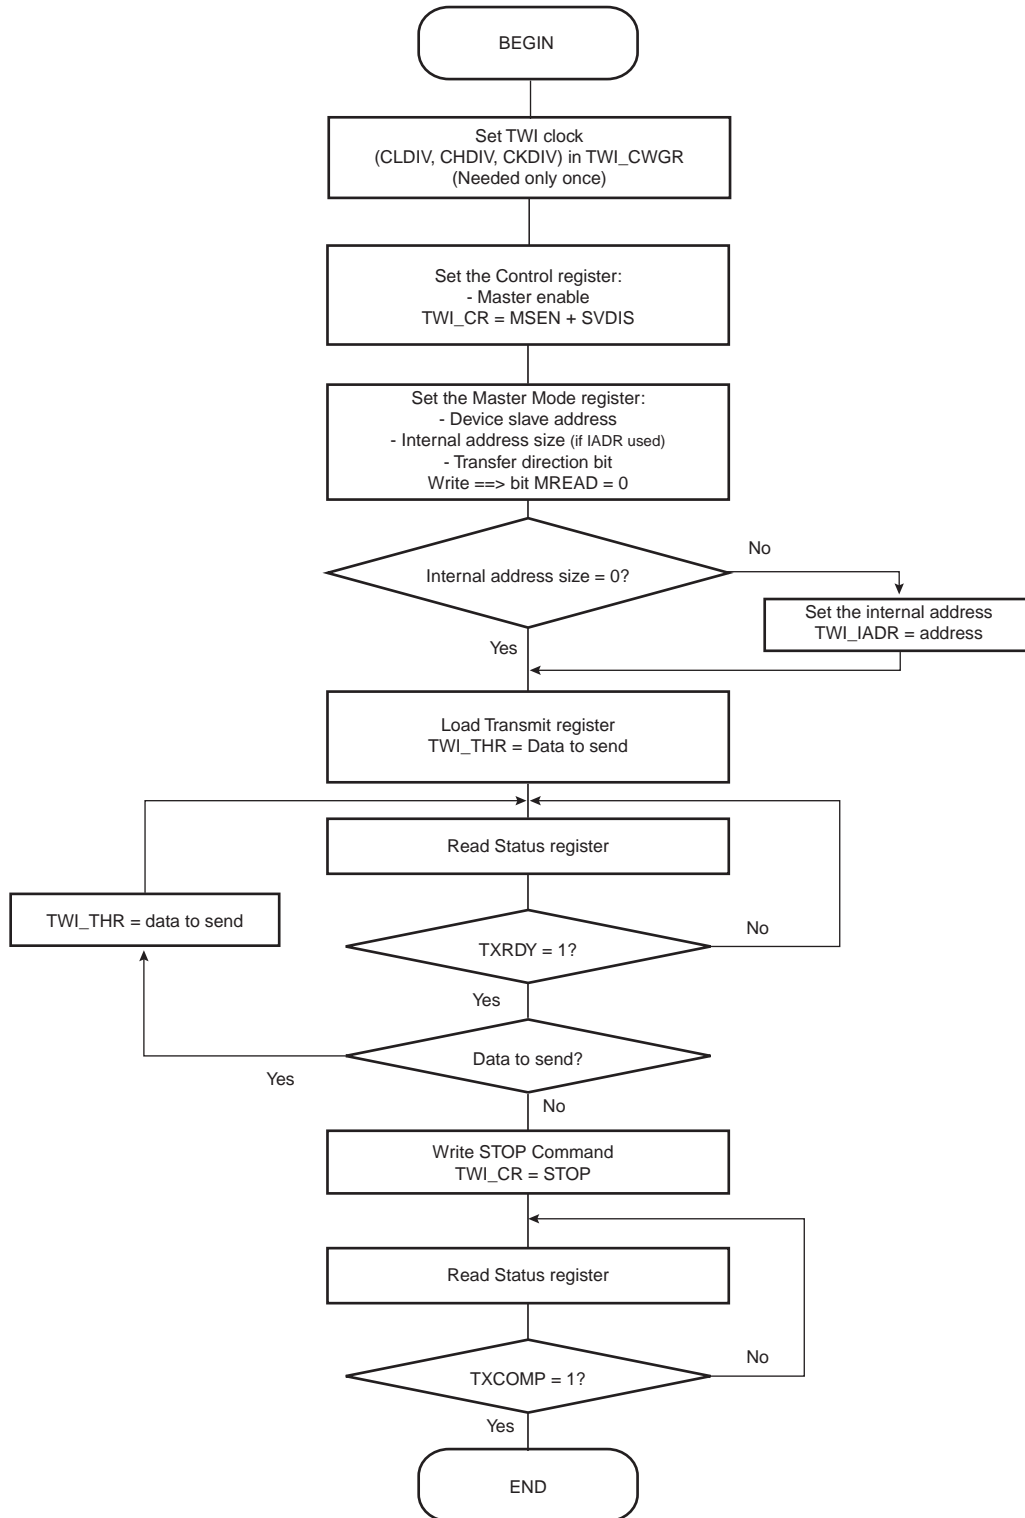 BEGIN
Set TWI clock
(CLDIV, CHDIV, CKDIV) in TWI_CWGR
(Needed only once)
Set the Control register:
- Master enable
TWI_CR = MSEN + SVDIS
Set the Master Mode register:
- Device slave address
- Internal address size (if IADR used)
- Transfer direction bit
Write ==> bit MREAD = 0
No
Internal address size = 0?
Set the internal address
TWI_IADR = address
Yes
Load Transmit register
TWI_THR = Data to send
Read Status register
TWI_THR = data to send
No
TXRDY = 1?
Yes
Data to send?
Yes
No
Write STOP Command
TWI_CR = STOP
Read Status register
No
TXCOMP = 1?
Yes
END